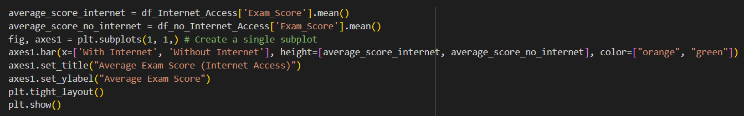 average_score_internet = df_Internet_Access['Exam_Score'].mean()
average_score_no_internet = df_no_Internet_Access['Exam_Score'].mean()
fig, axes1 = plt.subplots(1, 1,) # Create a single subplot
axes1.bar(x=['With Internet', 'Without Internet'], height=[average_score_internet, average_score_no_internet], color=["orange", "green"])
axes1.set_title("Average Exam Score (Internet Access)")
axes1.set_ylabel("Average Exam Score")
plt.tight_layout()
plt.show()